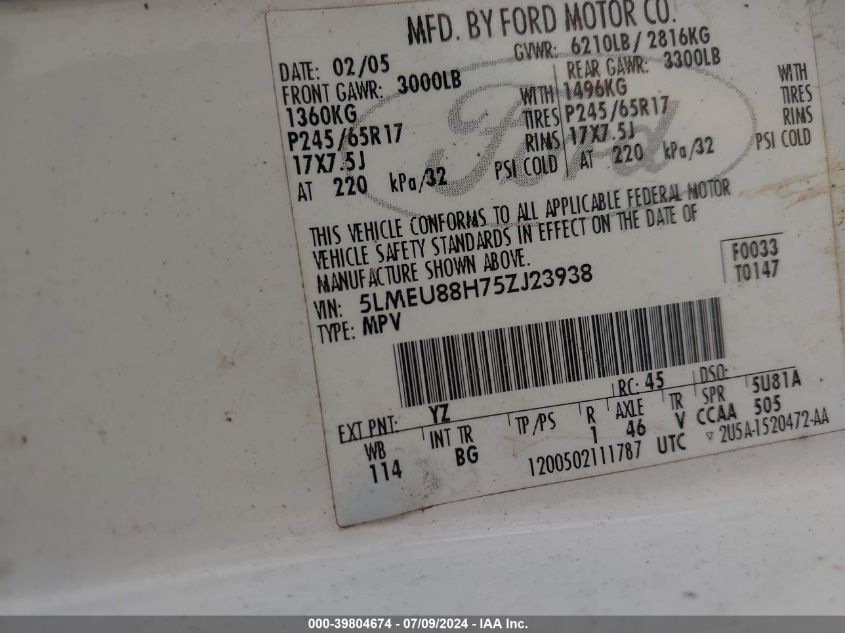 MFD. BY FORD MOTOR CO.
DATE: 02/05 GVWR: 6210LB/ 2816KG
FRONT GAWR: 3000LB REAR GAWR: 3300LB
1360KG WITH 1496KG WITH
P245/65R17 TIRES P245/65R17 TIRES
17X7.5J RIMS 17X7.5J RIMS
AT 220 kPa/32 PSI COLD AT 220 kPa/32 PSI COLD
THIS VEHICLE CONFORMS TO ALL APPLICABLE FEDERAL MOTOR
VEHICLE SAFETY STANDARDS IN EFFECT ON THE DATE OF
MANUFACTURE SHOWN ABOVE.
F0033
VIN: 5LMEU88H75ZJ23938 T0147
TYPE: MPV
Ford
EXT PNT: YZ RC: 45 DSO:
WB INT TR TP/PS R AXLE TR SPR 5U81A
114 BG 1 46 V CCAA 505
1200502111787 UTC ▽ 2U5A-1520472-AA
000-39804674 - 07/09/2024 - IAA Inc.